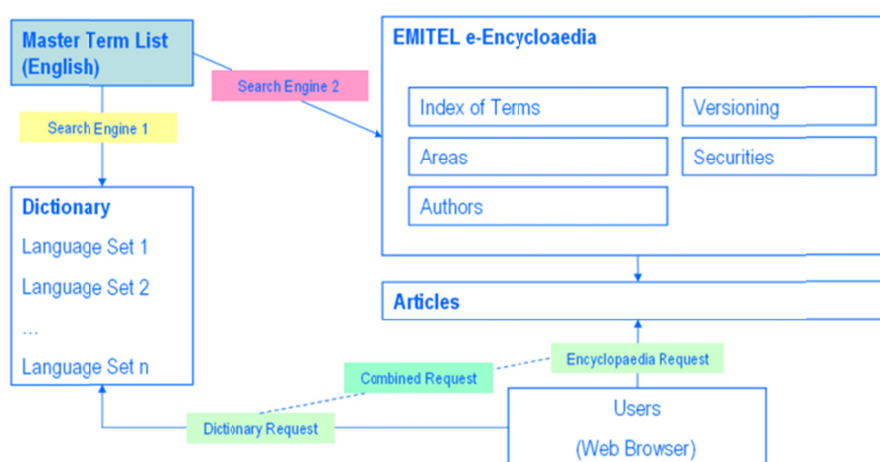 Master Term List
(English)
Search Engine 2
Search Engine 1
EMITEL e-Encycloaedia
Index of Terms
Versioning
Areas
Securities
Authors
Dictionary
Language Set 1
Language Set 2
...
Language Set n
Articles
Encyclopaedia Request
Combined Request
Dictionary Request
Users
(Web Browser)